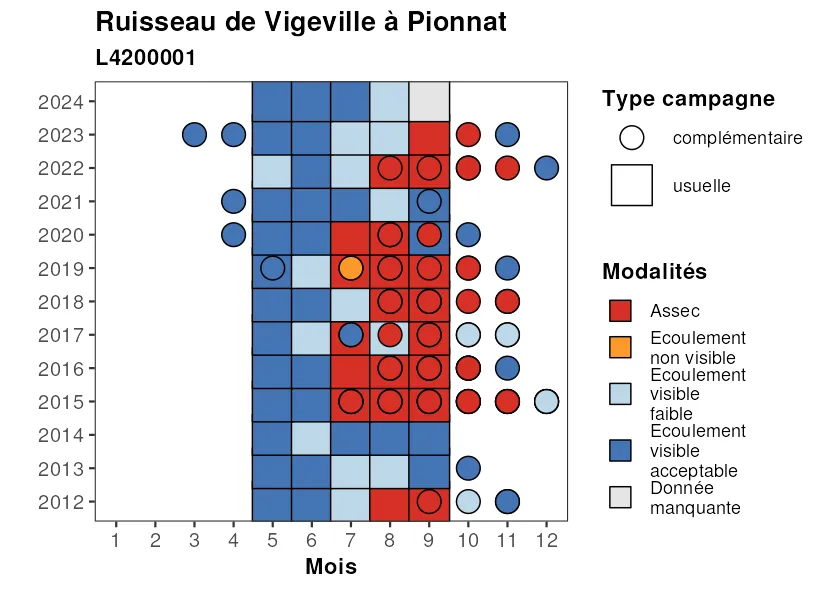 Ruisseau de Vigeville à Pionnat
L4200001
2024
2023
2022
2021
2020
2019
2018
2017
2016
2015
2014
2013
2012
1 2 3 4 5 6 7 8 9 10 11 12
Mois
Type campagne
complémentaire
usuelle
Modalités
Assec
Ecoulement
non visible
Ecoulement
visible
faible
Ecoulement
visible
acceptable
Donnée
manquante